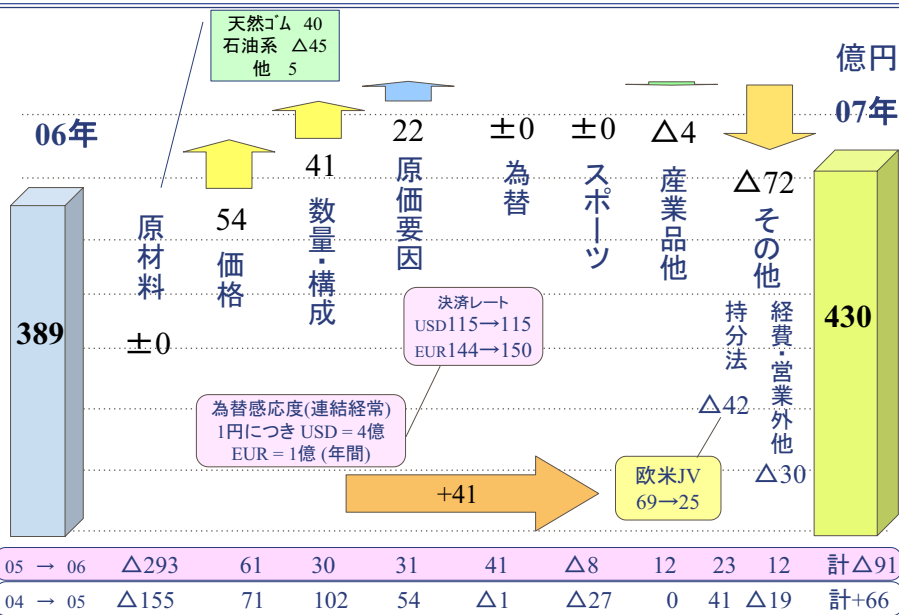 天然ゴム 40
石油系 △45
他 5
億円
06年
07年
原材料
±0
54
価格
41
数量・構成
22
原価要因
±0
為替
±0
スポーツ
△4
産業品他
△72
その他
持分法
△42
経費・営業外他
△30
389
430
決済レート
USD115→115
EUR144→150
為替感応度(連結経常)
1円につき USD = 4億
EUR = 1億 (年間)
欧米JV
69→25
+41
05 → 06 △293 61 30 31 41 △8 12 23 12 計△91
04 → 05 △155 71 102 54 △1 △27 0 41 △19 計+66